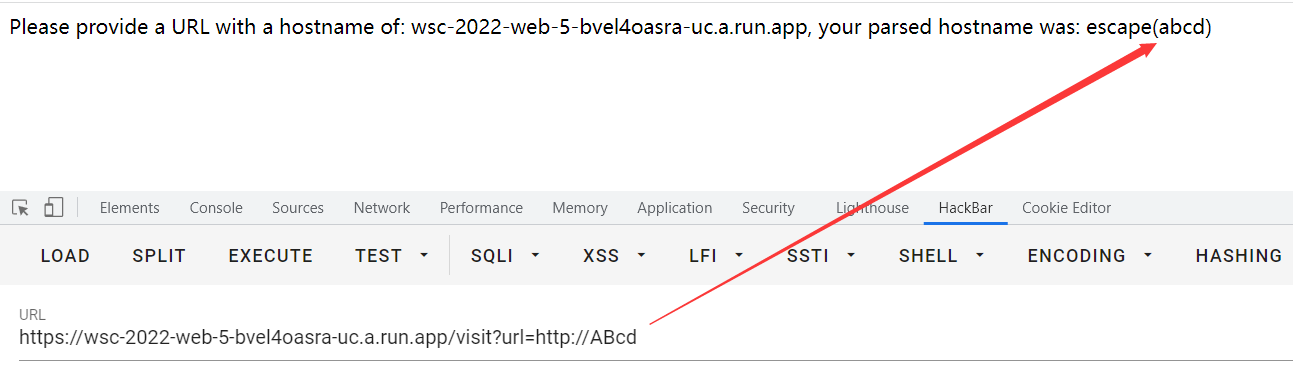 Please provide a URL with a hostname of: wsc-2022-web-5-bvel4oasra-uc.a.run.app, your parsed hostname was: escape(abcd)
Elements Console Sources Network Performance Memory Application Security Lighthouse HackBar Cookie Editor
LOAD SPLIT EXECUTE TEST SQLI XSS LFI SSTI SHELL ENCODING HASHING
URL
https://wsc-2022-web-5-bvel4oasra-uc.a.run.app/visit?url=http://ABcd